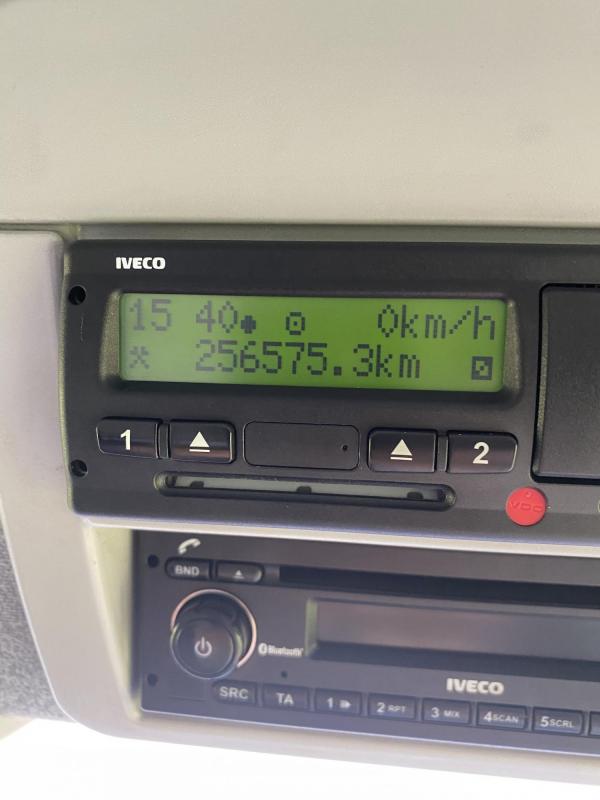 IVECO
15 40 0km/h
256575.3km
1 2
VDO
BND
Bluetooth
IVECO
SRC TA 1 2 RPT 3 MIX 4SCAN 5SCRL